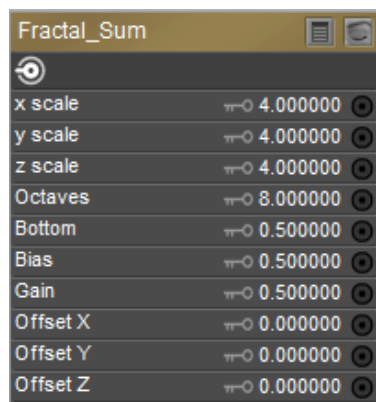 Fractal_Sum
x scale 4.000000
y scale 4.000000
z scale 4.000000
Octaves 8.000000
Bottom 0.500000
Bias 0.500000
Gain 0.500000
Offset X 0.000000
Offset Y 0.000000
Offset Z 0.000000